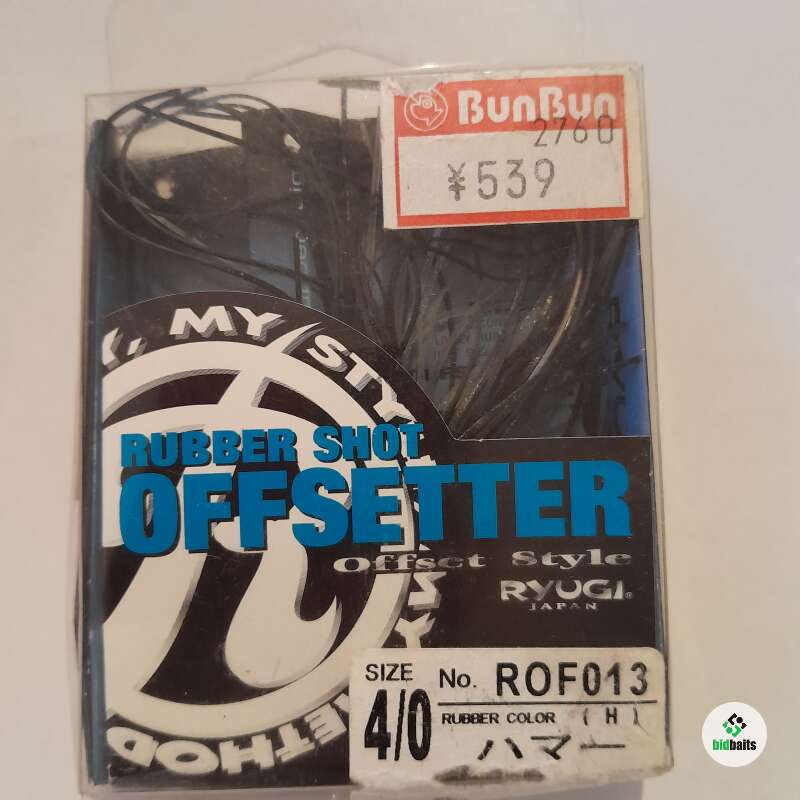 BunBun
2760
¥539
Y, MY STY
RUBBER SHOT
OFFSETTER
Offset Style
RYUGI®
JAPAN
METHOD
SIZE
4/0
No. ROF013
RUBBER COLOR (H)
ハマー
bidbaits